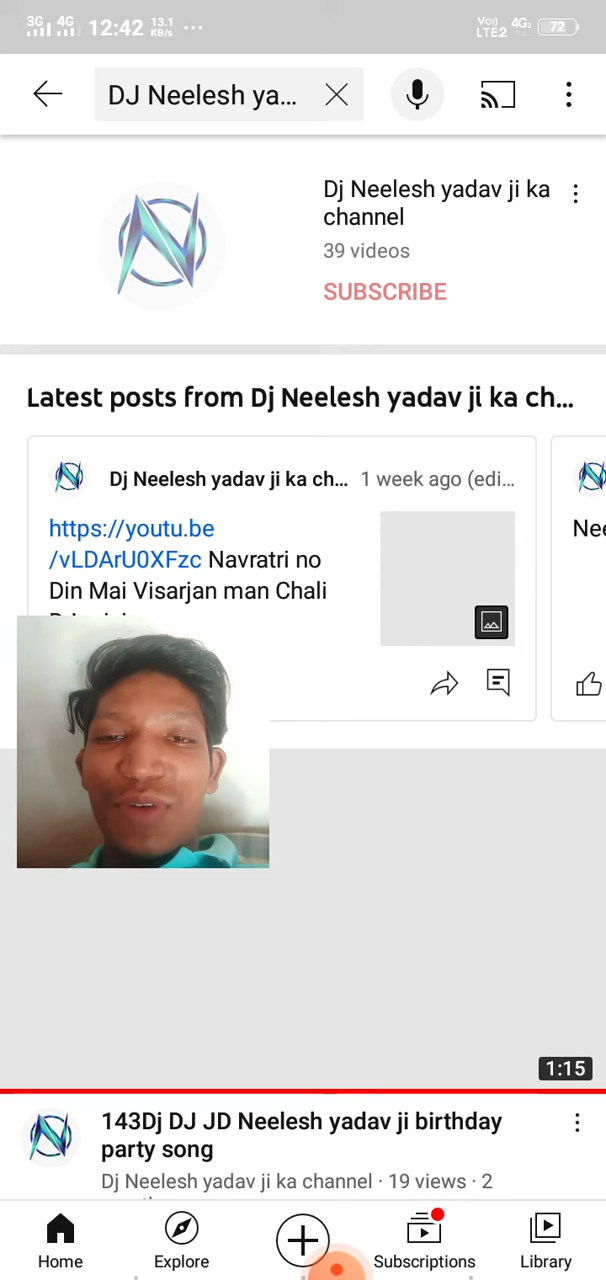 3G 4G 12:42 13.1 KB/s ... Vo)) LTE2 4G2 72
DJ Neelesh ya...
Dj Neelesh yadav ji ka
channel
39 videos
SUBSCRIBE
Latest posts from Dj Neelesh yadav ji ka ch...
Dj Neelesh yadav ji ka ch... 1 week ago (edi...
https://youtu.be
/vLDArU0XFzc Navratri no
Din Mai Visarjan man Chali
Nee
1:15
143Dj DJ JD Neelesh yadav ji birthday
party song
Dj Neelesh yadav ji ka channel · 19 views · 2
Home Explore Subscriptions Library